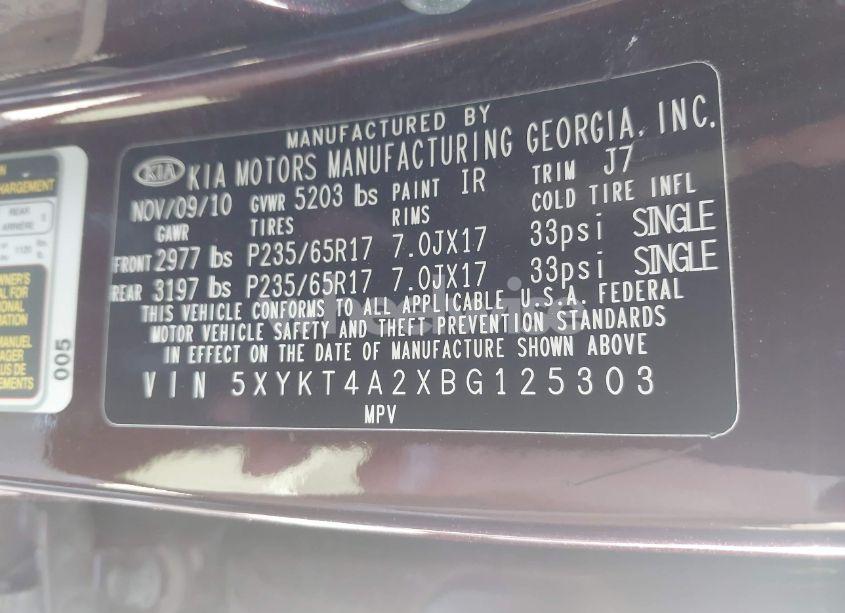 MANUFACTURED BY
KIA KIA MOTORS MANUFACTURING GEORGIA, INC.
NOV/09/10 GVWR 5203 lbs PAINT IR TRIM J7
GAWR TIRES RIMS COLD TIRE INFL
FRONT 2977 lbs P235/65R17 7.0JX17 33psi SINGLE
REAR 3197 lbs P235/65R17 7.0JX17 33psi SINGLE
THIS VEHICLE CONFORMS TO ALL APPLICABLE U.S.A. FEDERAL
MOTOR VEHICLE SAFETY AND THEFT PREVENTION STANDARDS
IN EFFECT ON THE DATE OF MANUFACTURE SHOWN ABOVE
VIN 5XYKT4A2XBG125303
MPV
REAR
ARRIÈRE
005